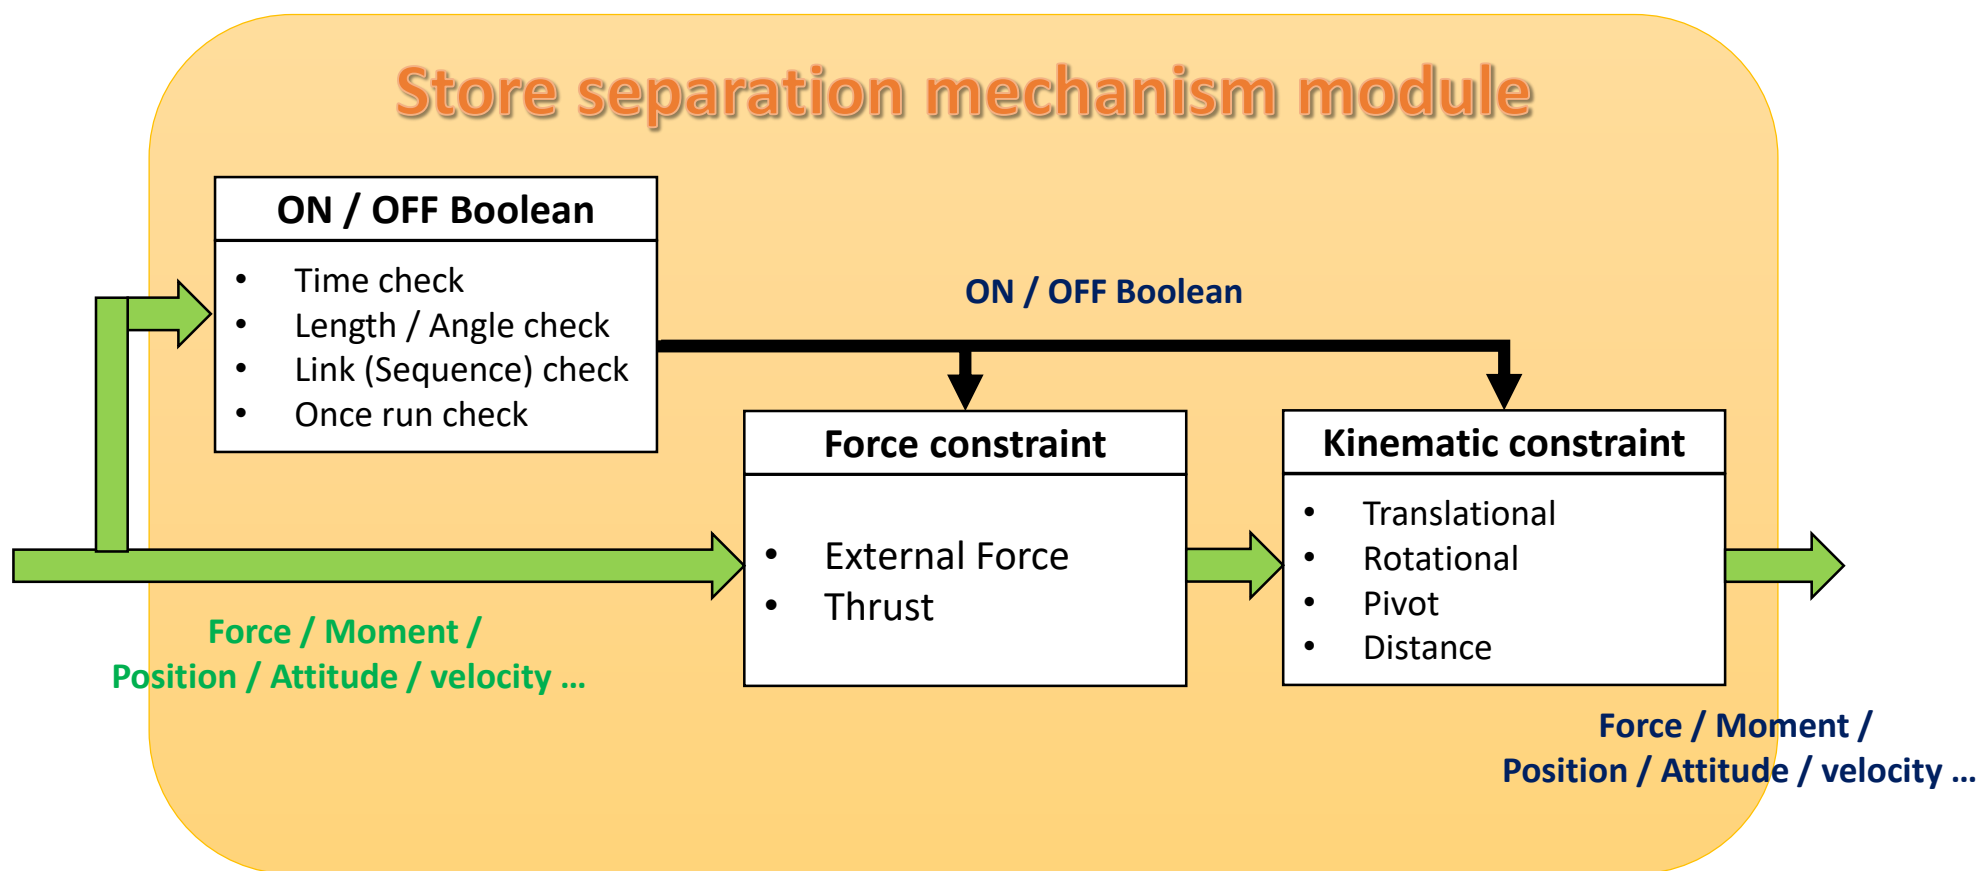 Store separation mechanism module
ON / OFF Boolean
• Time check
• Length / Angle check
• Link (Sequence) check
• Once run check
ON / OFF Boolean
Force constraint
• External Force
• Thrust
Kinematic constraint
• Translational
• Rotational
• Pivot
• Distance
Force / Moment /
Position / Attitude / velocity ...
Force / Moment /
Position / Attitude / velocity ...